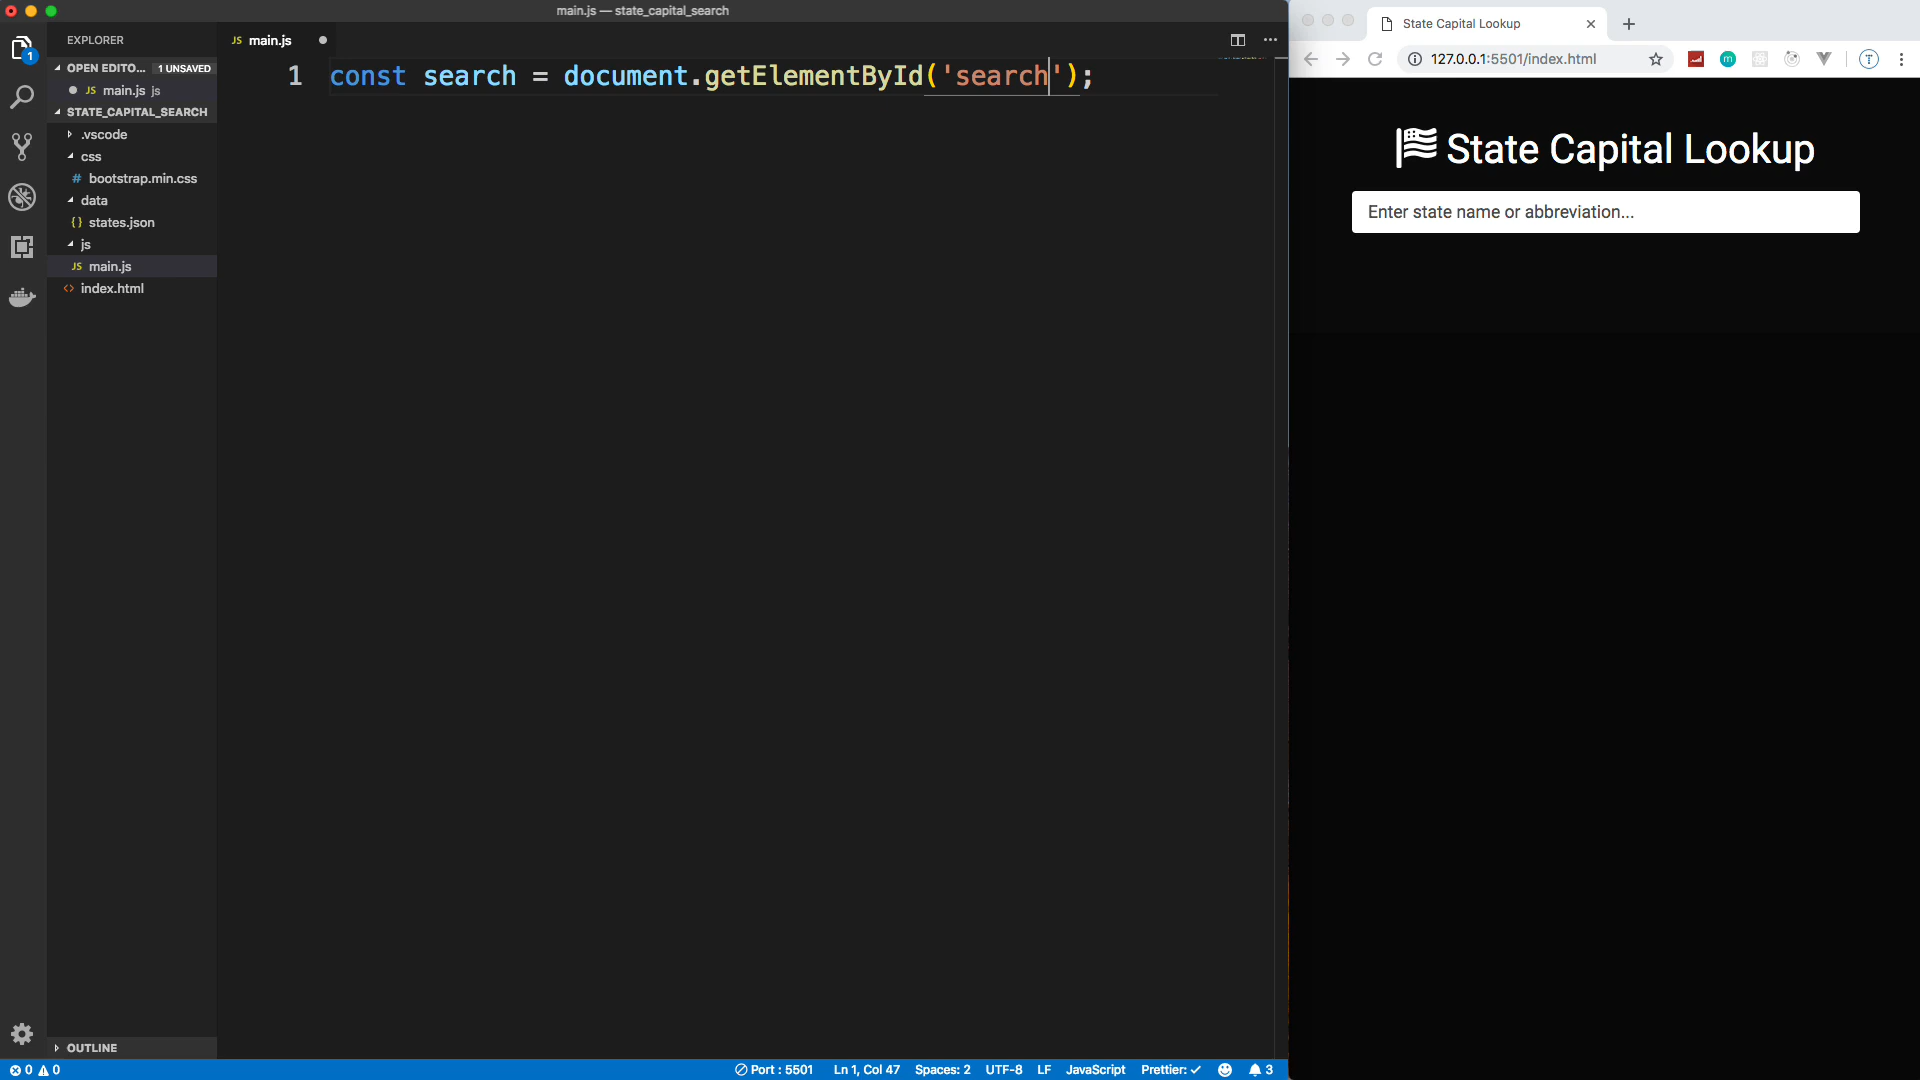 main.js — state_capital_search
EXPLORER
OPEN EDITO... 1 UNSAVED
JS main.js js
STATE_CAPITAL_SEARCH
.vscode
css
# bootstrap.min.css
data
{} states.json
js
JS main.js
<> index.html
OUTLINE
1
JS main.js
1 const search = document.getElementById('search');
0 0
Port : 5501 Ln 1, Col 47 Spaces: 2 UTF-8 LF JavaScript Prettier: ✓ 3
State Capital Lookup
127.0.0.1:5501/index.html
m
T
State Capital Lookup
Enter state name or abbreviation...